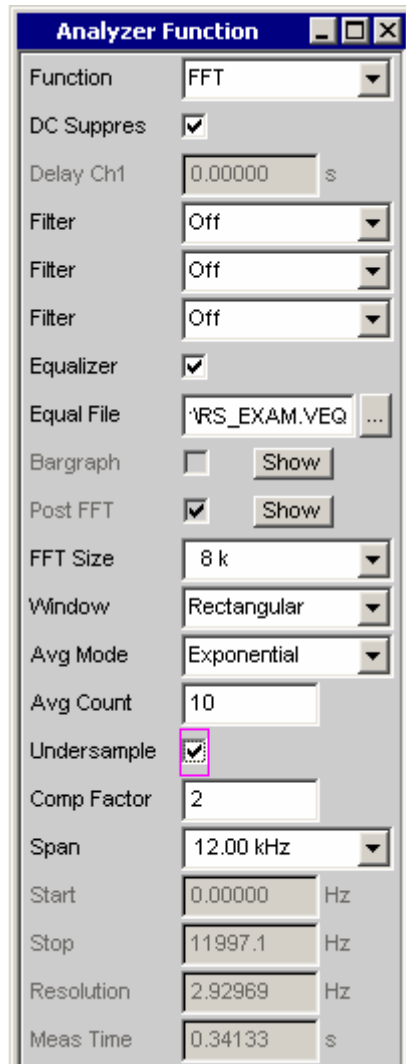 Analyzer Function
Function FFT
DC Suppres
Delay Ch1 0.00000 s
Filter Off
Filter Off
Filter Off
Equalizer
Equal File \RS_EXAM.VEQ ...
Bargraph Show
Post FFT Show
FFT Size 8 k
Window Rectangular
Avg Mode Exponential
Avg Count 10
Undersample
Comp Factor 2
Span 12.00 kHz
Start 0.00000 Hz
Stop 11997.1 Hz
Resolution 2.92969 Hz
Meas Time 0.34133 s